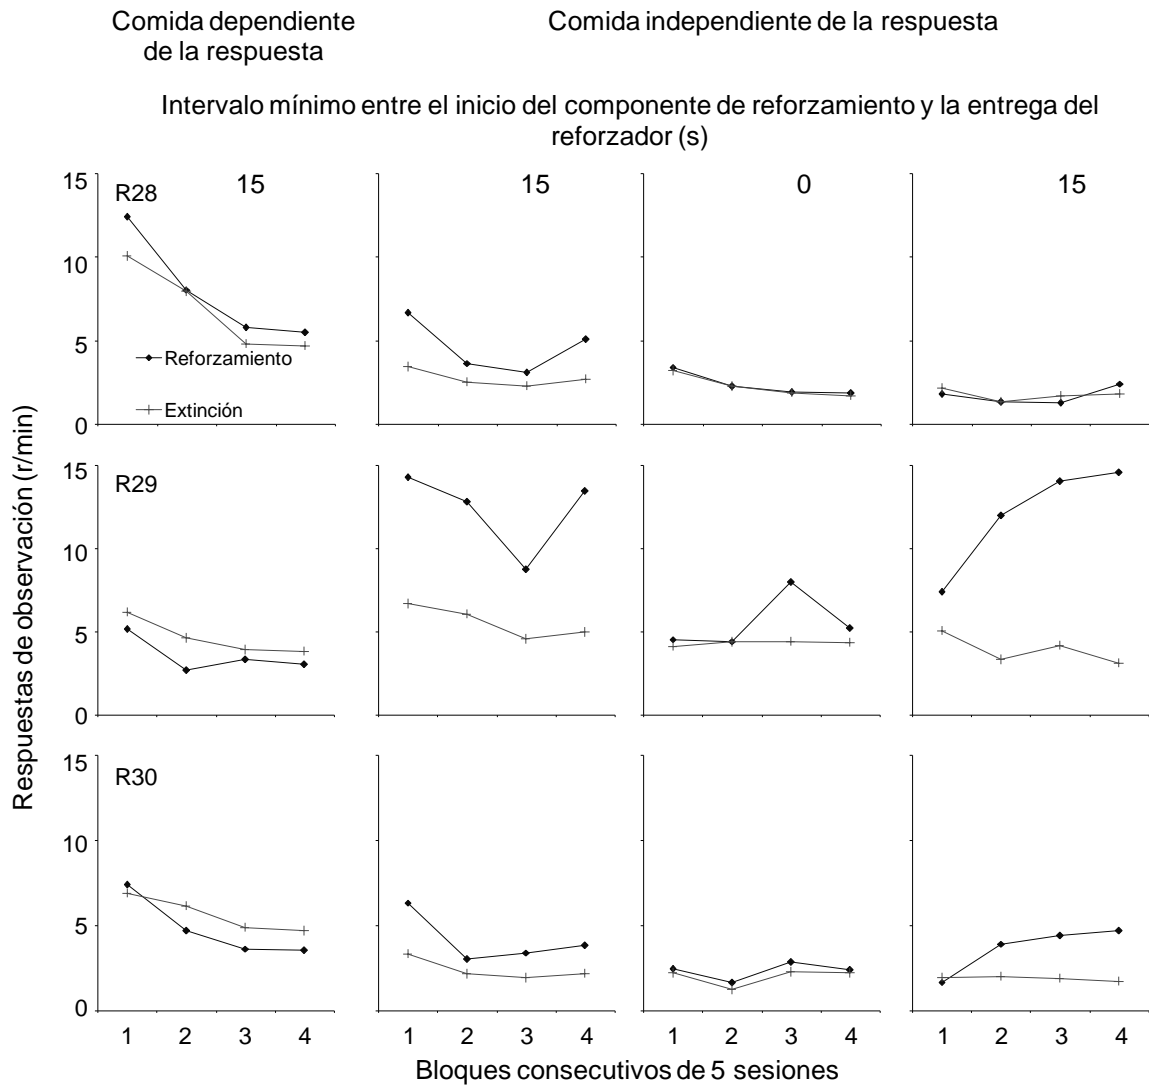 Comida dependiente
de la respuesta
Comida independiente de la respuesta
Intervalo mínimo entre el inicio del componente de reforzamiento y la entrega del
reforzador (s)
15
R28
15
15
0
15
10
5
Reforzamiento
Extinción
0
Respuestas de observación (r/min)
15
R29
10
5
0
15
R30
10
5
0
1 2 3 4 1 2 3 4 1 2 3 4 1 2 3 4
Bloques consecutivos de 5 sesiones